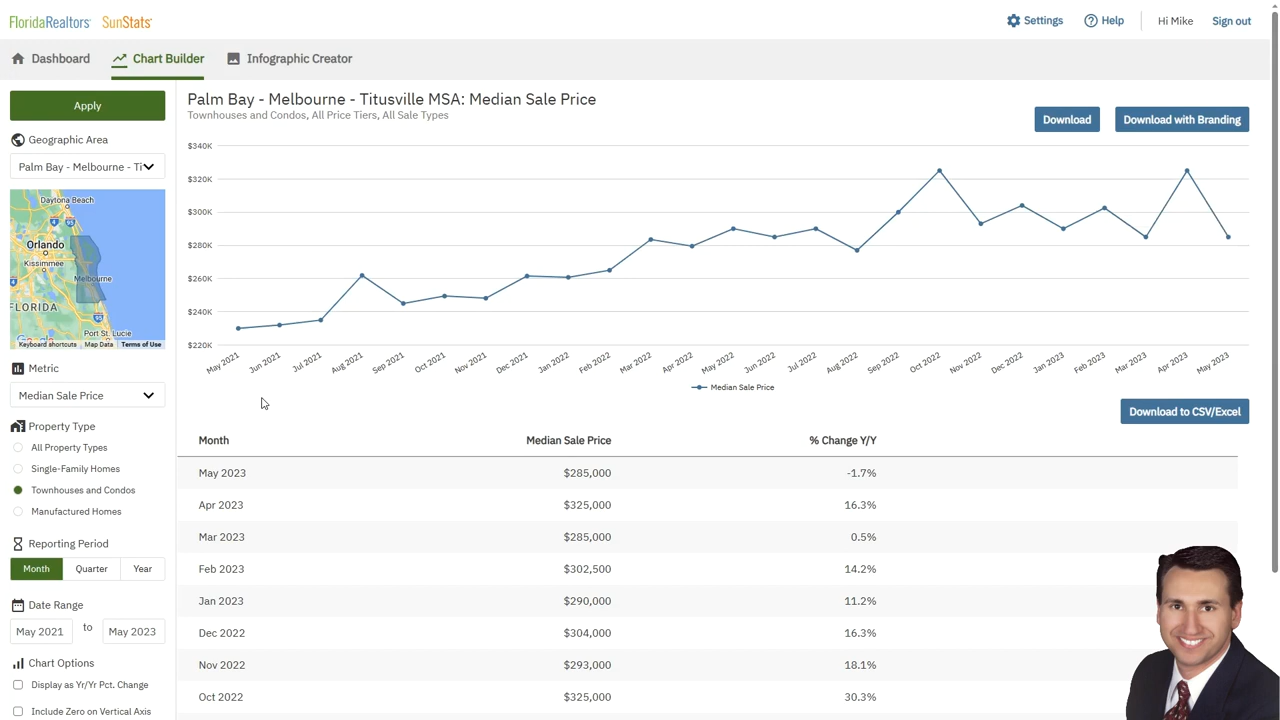 FloridaRealtors® SunStats®
Settings
Help
Hi Mike
Sign out
Dashboard
Chart Builder
Infographic Creator
Apply
Geographic Area
Palm Bay - Melbourne - Ti
Daytona Beach
4
95
Orlando
Kissimmee
4
Melbourne
FLORIDA
95
Port St. Lucie
Google
Keyboard shortcuts
Map Data
Terms of Use
Metric
Median Sale Price
Property Type
All Property Types
Single-Family Homes
Townhouses and Condos
Manufactured Homes
Reporting Period
Month
Quarter
Year
Date Range
May 2021 to May 2023
Chart Options
Display as Yr/Yr Pct. Change
Include Zero on Vertical Axis
Palm Bay - Melbourne - Titusville MSA: Median Sale Price
Townhouses and Condos, All Price Tiers, All Sale Types
Download
Download with Branding
$340K
$320K
$300K
$280K
$260K
$240K
$220K
May 2021
Jun 2021
Jul 2021
Aug 2021
Sep 2021
Oct 2021
Nov 2021
Dec 2021
Jan 2022
Feb 2022
Mar 2022
Apr 2022
May 2022
Jun 2022
Jul 2022
Aug 2022
Sep 2022
Oct 2022
Nov 2022
Dec 2022
Jan 2023
Feb 2023
Mar 2023
Apr 2023
May 2023
Median Sale Price
Download to CSV/Excel
Month Median Sale Price % Change Y/Y
May 2023 $285,000 -1.7%
Apr 2023 $325,000 16.3%
Mar 2023 $285,000 0.5%
Feb 2023 $302,500 14.2%
Jan 2023 $290,000 11.2%
Dec 2022 $304,000 16.3%
Nov 2022 $293,000 18.1%
Oct 2022 $325,000 30.3%